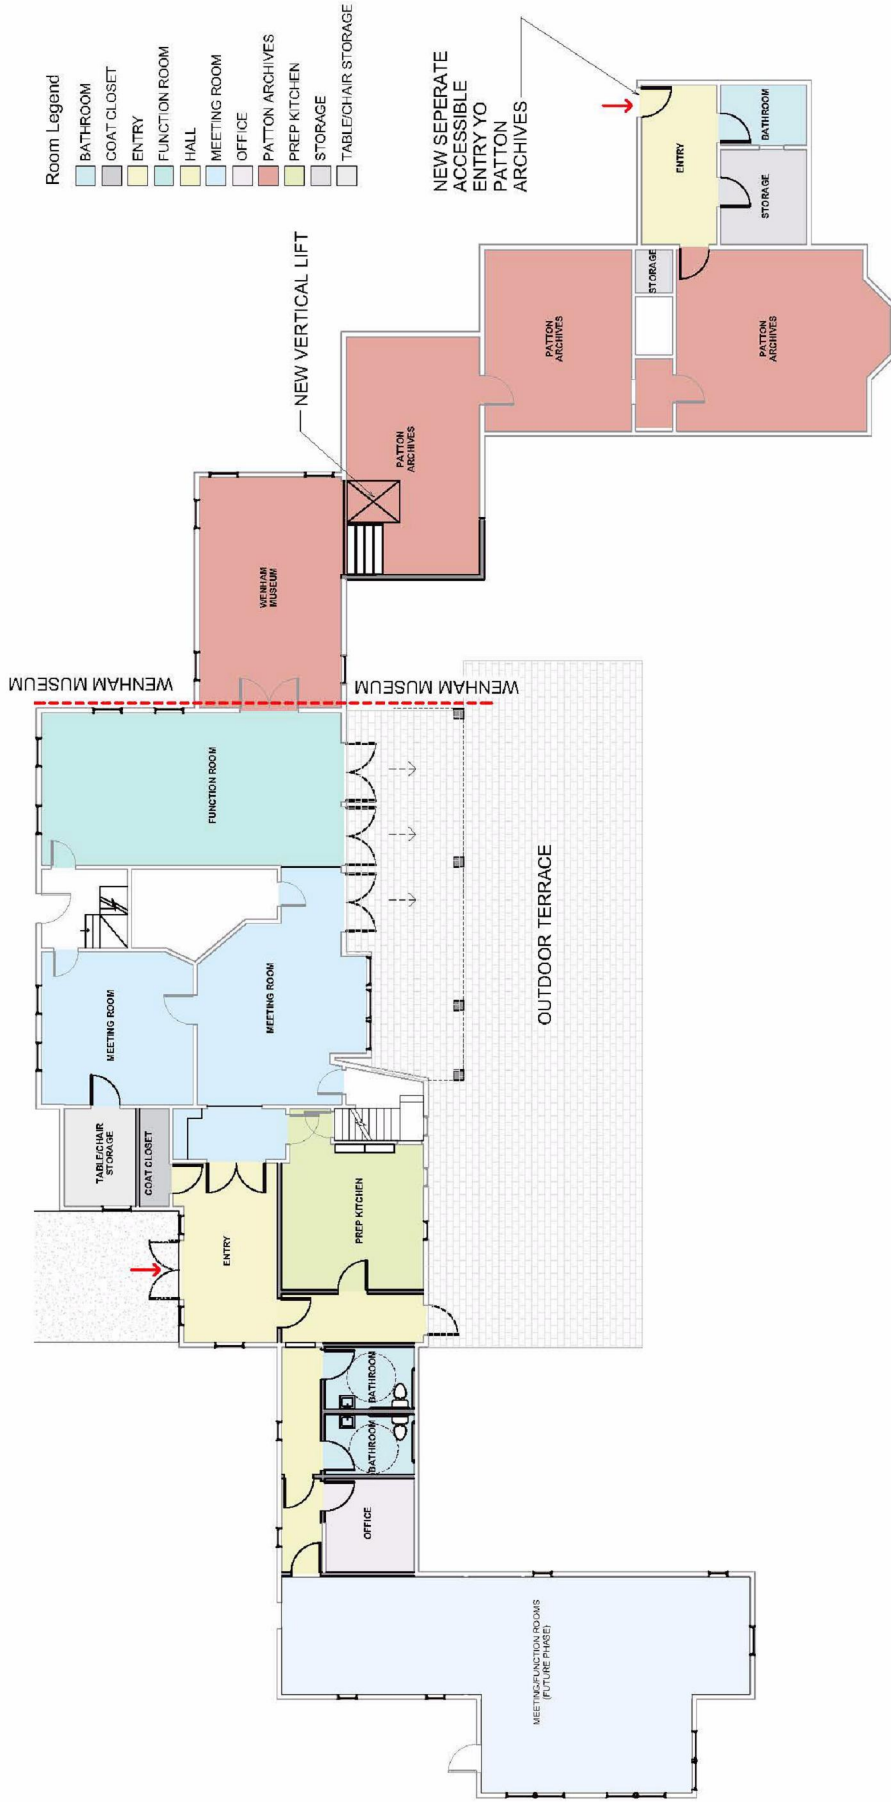 Room Legend
BATHROOM
COAT CLOSET
ENTRY
FUNCTION ROOM
HALL
MEETING ROOM
OFFICE
PATTON ARCHIVES
PREP KITCHEN
STORAGE
TABLE/CHAIR STORAGE
NEW SEPERATE
ACCESSIBLE
ENTRY YO
PATTON
ARCHIVES
NEW VERTICAL LIFT
WENHAM MUSEUM
WENHAM MUSEUM
TABLE/CHAIR
STORAGE
COAT CLOSET
MEETING ROOM
FUNCTION ROOM
WENHAM
MUSEUM
ENTRY
MEETING ROOM
PREP KITCHEN
PATTON
ARCHIVES
PATTON
ARCHIVES
STORAGE
PATTON
ARCHIVES
ENTRY
STORAGE
BATHROOM
OFFICE
BATHROOM
BATHROOM
OUTDOOR TERRACE
MEETING/FUNCTION ROOMS
(FUTURE PHASE)